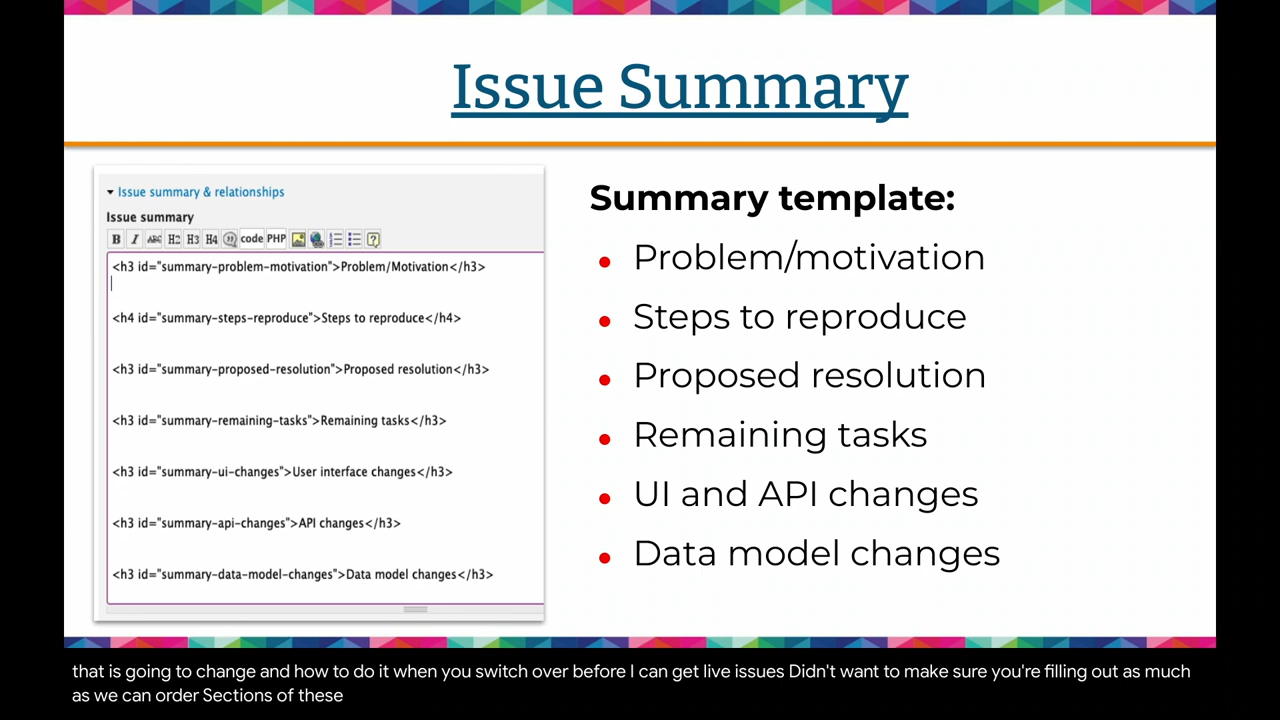 Issue Summary
Issue summary & relationships
Issue summary
B I ABC H2 H3 H4 code PHP
<h3 id="summary-problem-motivation">Problem/Motivation</h3>
<h4 id="summary-steps-reproduce">Steps to reproduce</h4>
<h3 id="summary-proposed-resolution">Proposed resolution</h3>
<h3 id="summary-remaining-tasks">Remaining tasks</h3>
<h3 id="summary-ui-changes">User interface changes</h3>
<h3 id="summary-api-changes">API changes</h3>
<h3 id="summary-data-model-changes">Data model changes</h3>
Summary template:
• Problem/motivation
• Steps to reproduce
• Proposed resolution
• Remaining tasks
• UI and API changes
• Data model changes
that is going to change and how to do it when you switch over before I can get live issues Didn't want to make sure you're filling out as much
as we can order Sections of these